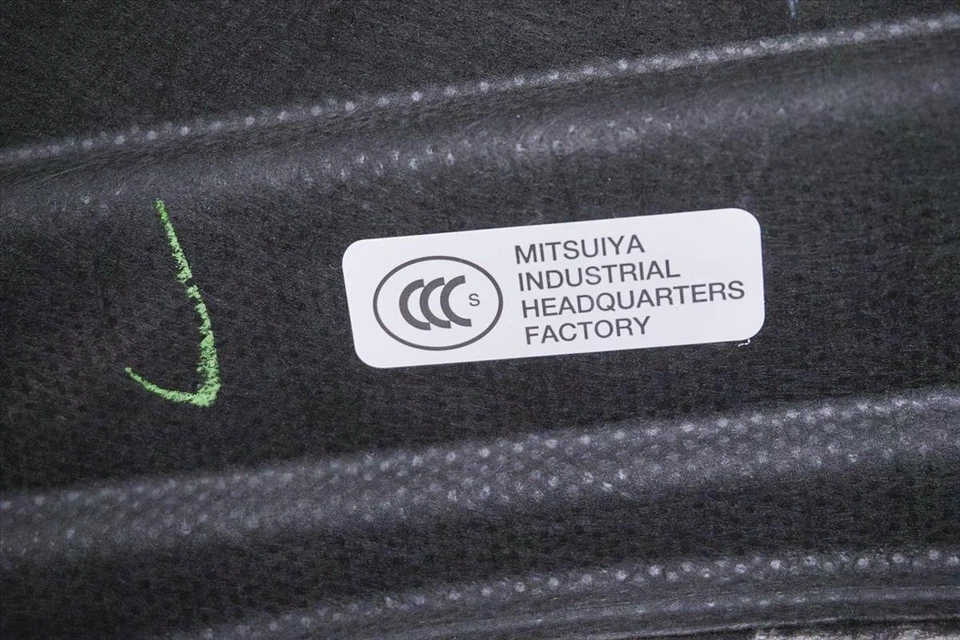 CCC S
MITSUIYA
INDUSTRIAL
HEADQUARTERS
FACTORY